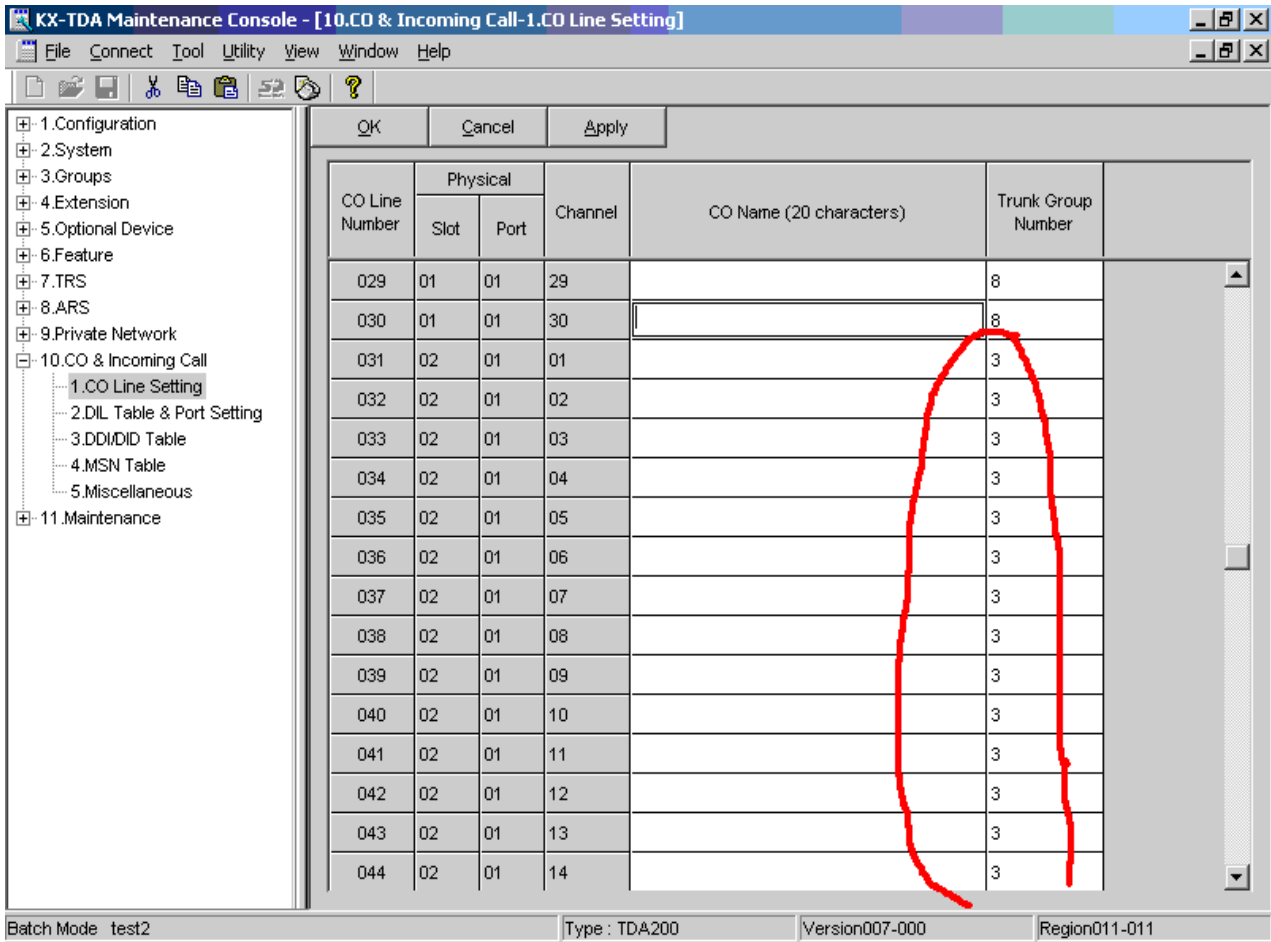 KX-TDA Maintenance Console - [10.CO & Incoming Call-1.CO Line Setting]
File Connect Tool Utility View Window Help
1.Configuration
2.System
3.Groups
4.Extension
5.Optional Device
6.Feature
7.TRS
8.ARS
9.Private Network
10.CO & Incoming Call
1.CO Line Setting
2.DIL Table & Port Setting
3.DDI/DID Table
4.MSN Table
5.Miscellaneous
11.Maintenance
OK Cancel Apply
CO Line Number Physical Slot Port Channel CO Name (20 characters) Trunk Group Number
029 01 01 29 8
030 01 01 30 8
031 02 01 01 3
032 02 01 02 3
033 02 01 03 3
034 02 01 04 3
035 02 01 05 3
036 02 01 06 3
037 02 01 07 3
038 02 01 08 3
039 02 01 09 3
040 02 01 10 3
041 02 01 11 3
042 02 01 12 3
043 02 01 13 3
044 02 01 14 3
Batch Mode test2 Type : TDA200 Version007-000 Region011-011